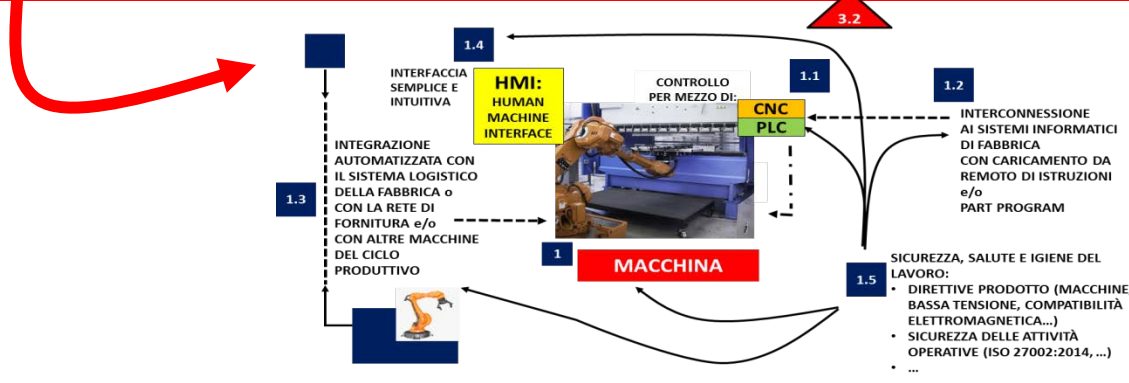 3.2
1.4
INTERFACCIA
SEMPLICE E
INTUITIVA
HMI:
HUMAN
MACHINE
INTERFACE
CONTROLLO
PER MEZZO DI:
1.1
CNC
PLC
1.2
INTERCONNESSIONE
AI SISTEMI INFORMATICI
DI FABBRICA
CON CARICAMENTO DA
REMOTO DI ISTRUZIONI
e/o
PART PROGRAM
1.3
INTEGRAZIONE
AUTOMATIZZATA CON
IL SISTEMA LOGISTICO
DELLA FABBRICA o
CON LA RETE DI
FORNITURA e/o
CON ALTRE MACCHINE
DEL CICLO
PRODUTTIVO
1
MACCHINA
1.5
SICUREZZA, SALUTE E IGIENE DEL
LAVORO:
• DIRETTIVE PRODOTTO (MACCHINE
BASSA TENSIONE, COMPATIBILITÀ
ELETTROMAGNETICA...)
• SICUREZZA DELLE ATTIVITÀ
OPERATIVE (ISO 27002:2014, ...)
• ...